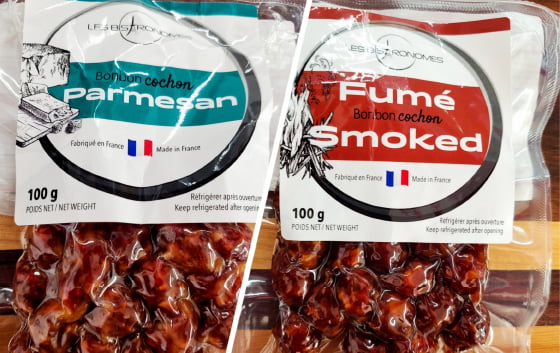 LES BISTRONOMES
Bonbon cochon
Parmesan
Fabriqué en France Made in France
100 g
POIDS NET / NET WEIGHT
Réfrigérer après ouverture
Keep refrigerated after opening
LES BISTRONOMES
Fumé
Bonbon cochon
Smoked
Fabriqué en France Made in France
100 g
POIDS NET / NET WEIGHT
Réfrigérer après ouverture
Keep refrigerated after opening